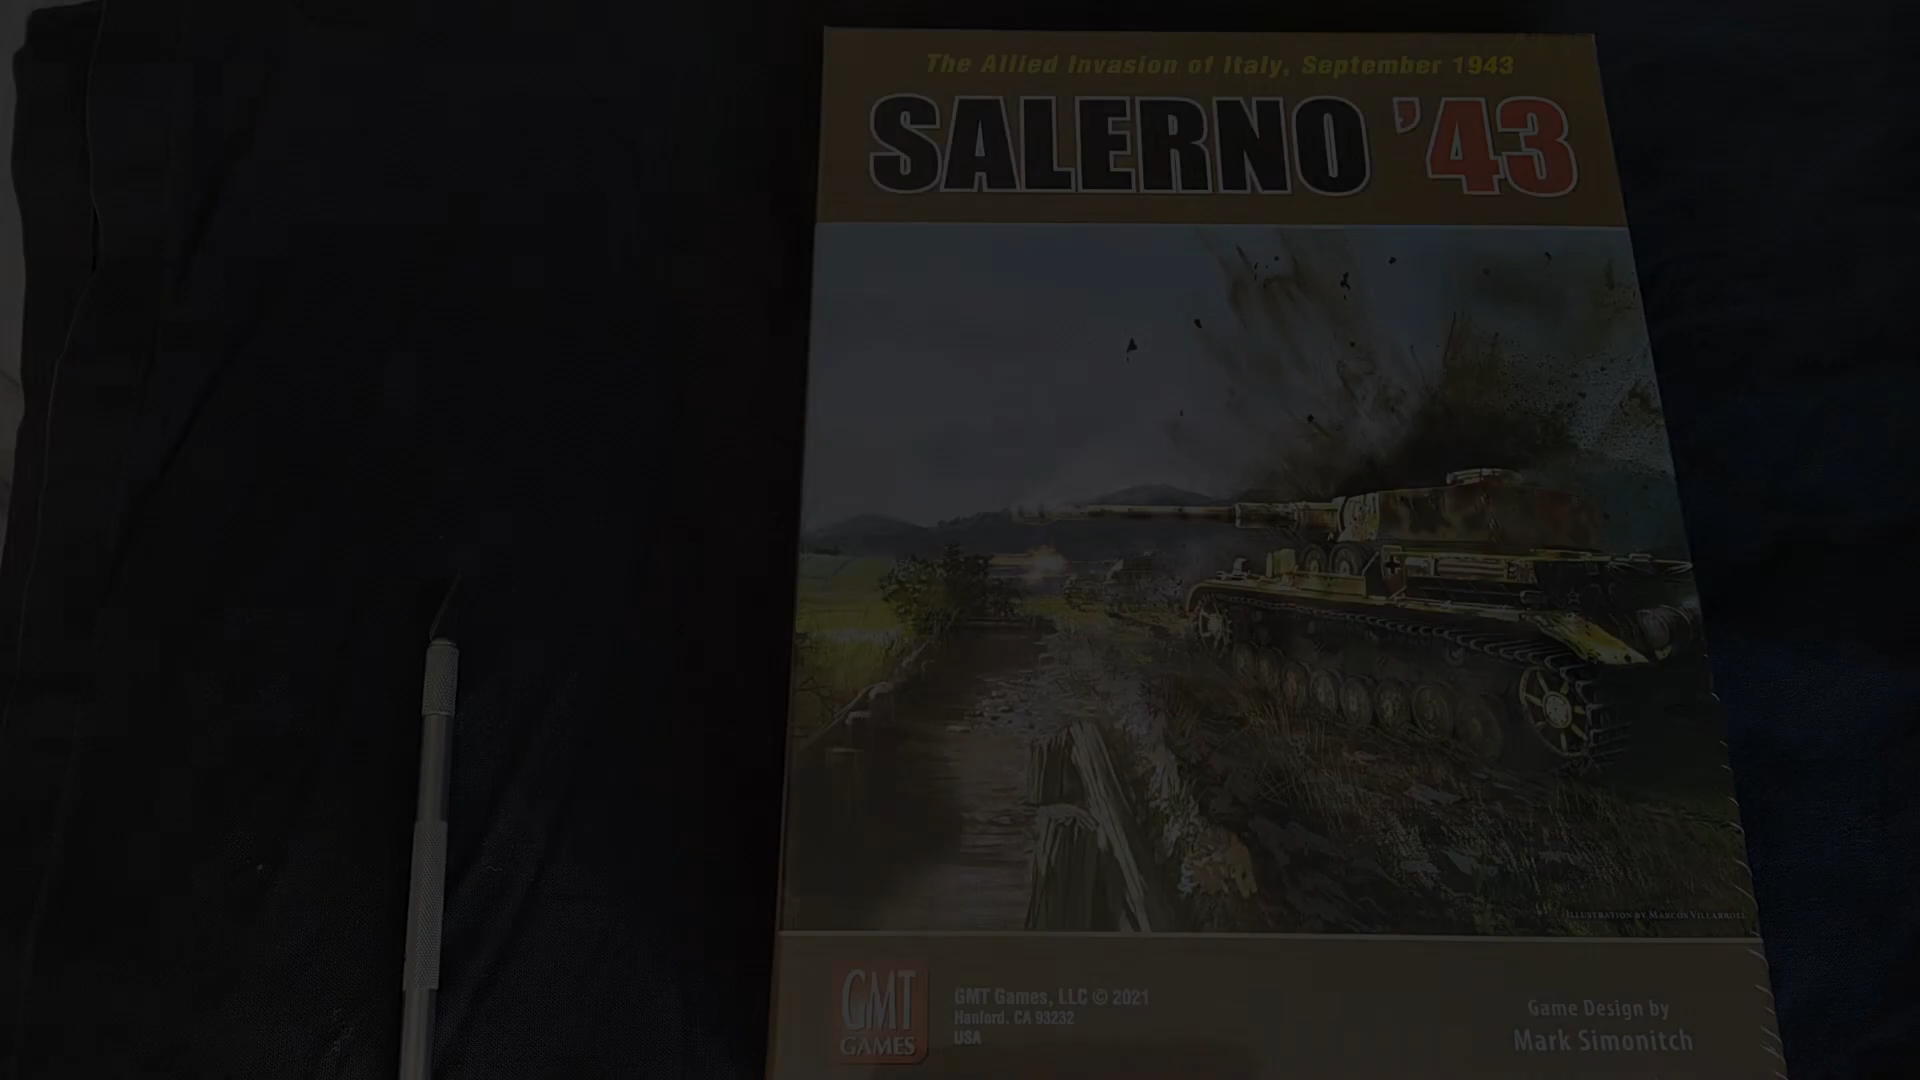 The Allied Invasion of Italy, September 1943
SALERNO '43
ILLUSTRATION BY MARCOS VILLARROEL
GMT
GAMES
GMT Games, LLC © 2021
Hanford, CA 93232
USA
Game Design by
Mark Simonitch